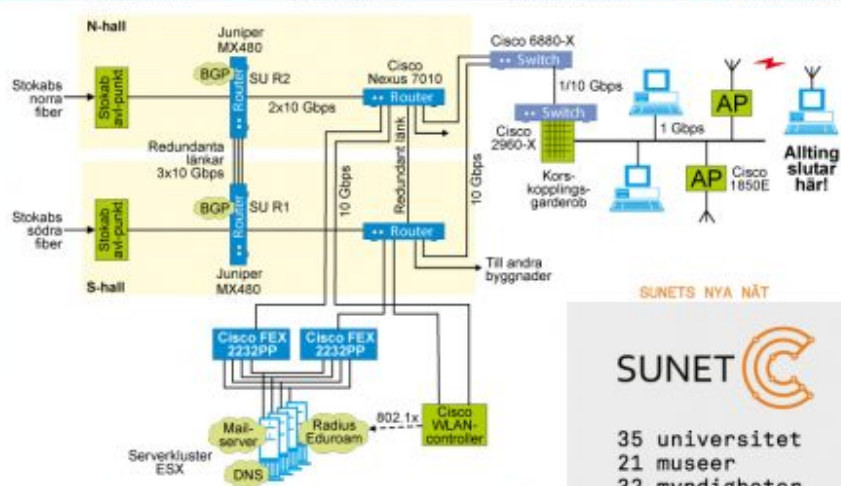 N-hall
Juniper
MX480
BGP
Router
SU R2
Stokabs
norra
fiber
Stokab
avl-punkt
2x10 Gbps
Cisco
Nexus 7010
Router
Cisco 6880-X
Switch
1/10 Gbps
Switch
Cisco
2960-X
Kors-
kopplings-
garderob
1 Gbps
AP
AP
Cisco
1850E
Allting
slutar
här!
Redundanta
länkar
3x10 Gbps
10 Gbps
Redundant länk
10 Gbps
Stokabs
södra
fiber
Stokab
avl-punkt
BGP
Router
SU R1
Juniper
MX480
S-hall
Router
Till andra
byggnader
Cisco FEX
2232PP
Cisco FEX
2232PP
Mail-
server
Radius
Eduroam
DNS
Serverkluster
ESX
802.1x
Cisco
WLAN-
controller
SUNETS NYA NÄT
SUNET C
35 universitet
21 museer